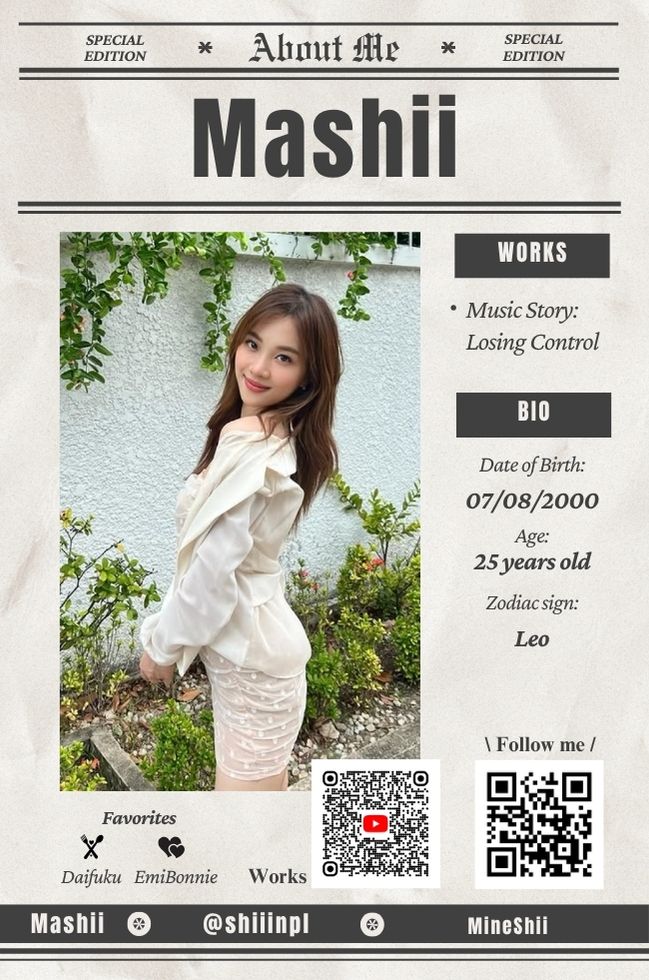 SPECIAL
EDITION
About Me
SPECIAL
EDITION
Mashii
WORKS
• Music Story:
Losing Control
BIO
Date of Birth:
07/08/2000
Age:
25 years old
Zodiac sign:
Leo
\ Follow me /
Favorites
Daifuku EmiBonnie
Works
Mashii @shiiinpl MineShii